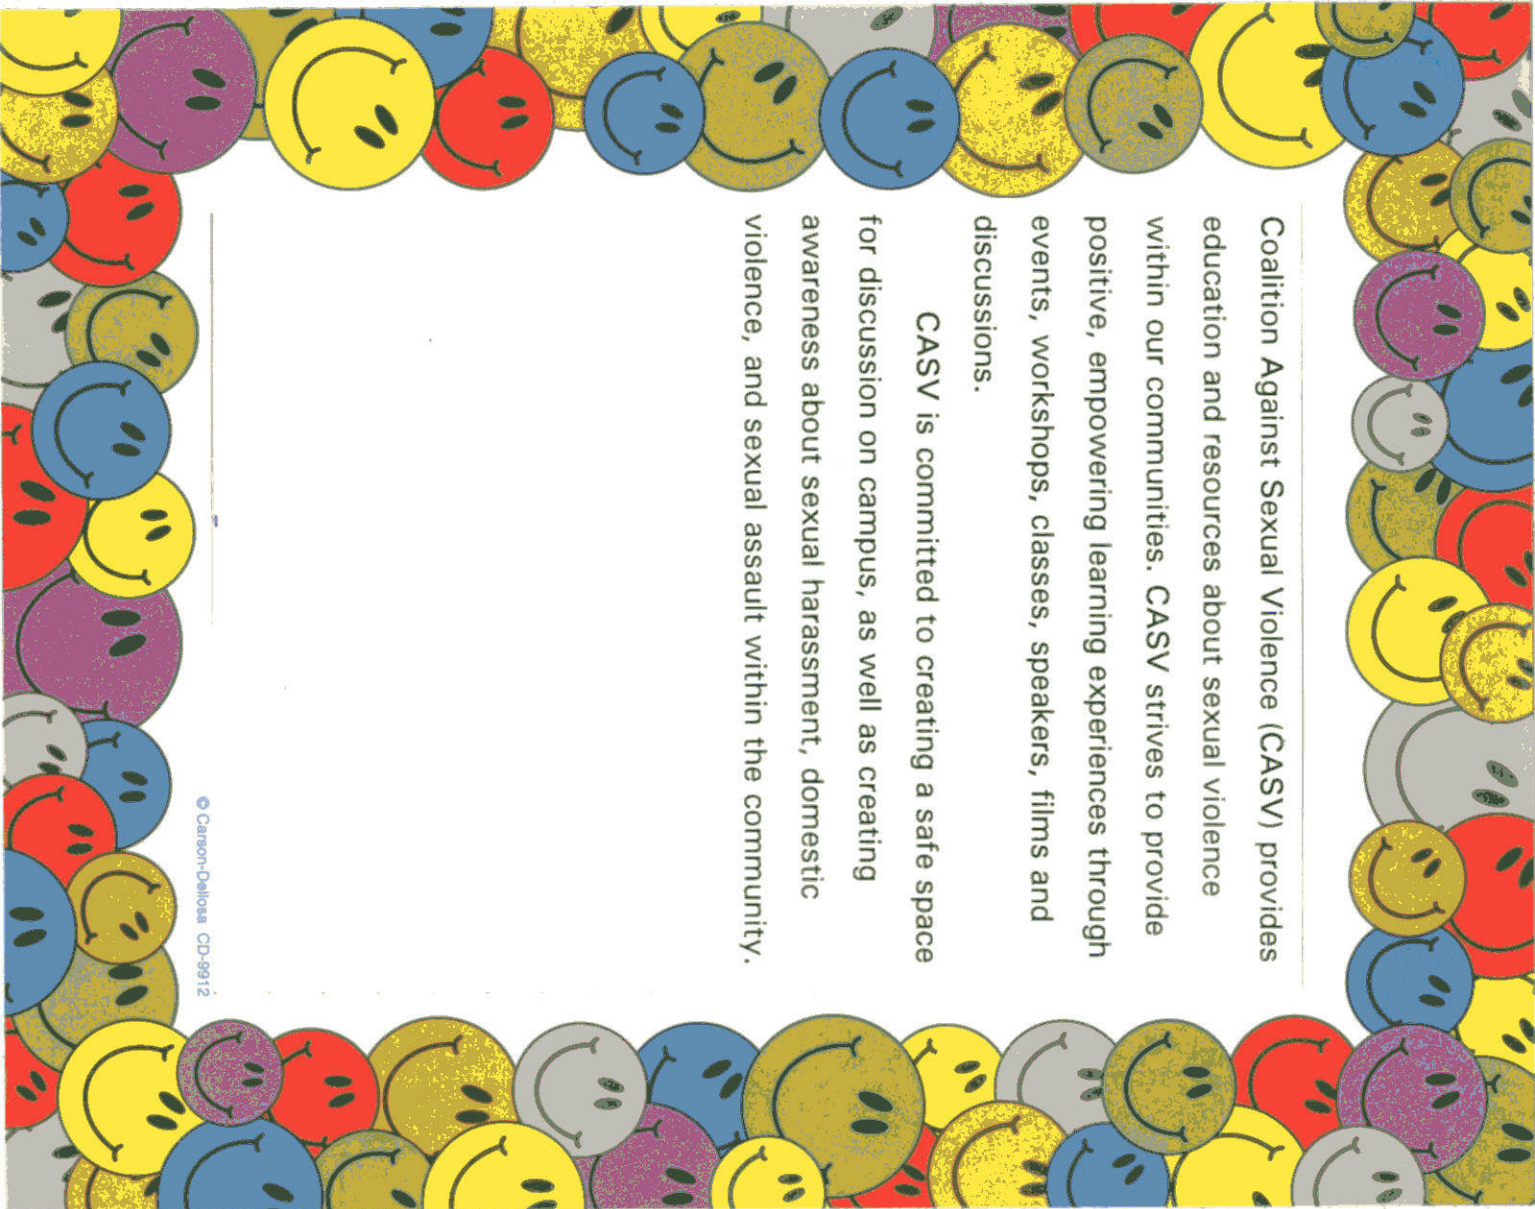 Coalition Against Sexual Violence (CASV) provides
education and resources about sexual violence
within our communities. CASV strives to provide
positive, empowering learning experiences through
events, workshops, classes, speakers, films and
discussions.
CASV is committed to creating a safe space
for discussion on campus, as well as creating
awareness about sexual harassment, domestic
violence, and sexual assault within the community.
© Carson-Dellosa CD-9912